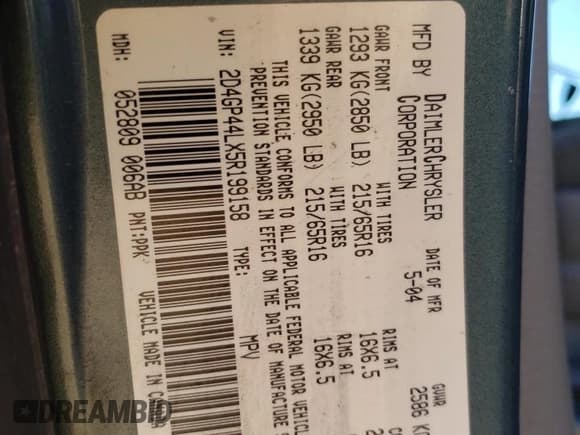 MFD BY DAIMLERCHRYSLER CORPORATION
DATE OF MFR 5-04
GVWR 2586
GAWR FRONT WITH TIRES RIMS AT
1293 KG(2850 LB) 215/65R16 16X6.5
GAWR REAR WITH TIRES RIMS AT
1339 KG(2950 LB) 215/65R16 16X6.5
THIS VEHICLE CONFORMS TO ALL APPLICABLE FEDERAL MOTOR
PREVENTION STANDARDS IN EFFECT ON THE DATE OF MANUFACTURE
VIN: 2D4GP44LX5R199158 TYPE: MPV
MDH: 052809 006AB PNT:PPK VEHICLE MADE IN
DREAMBID